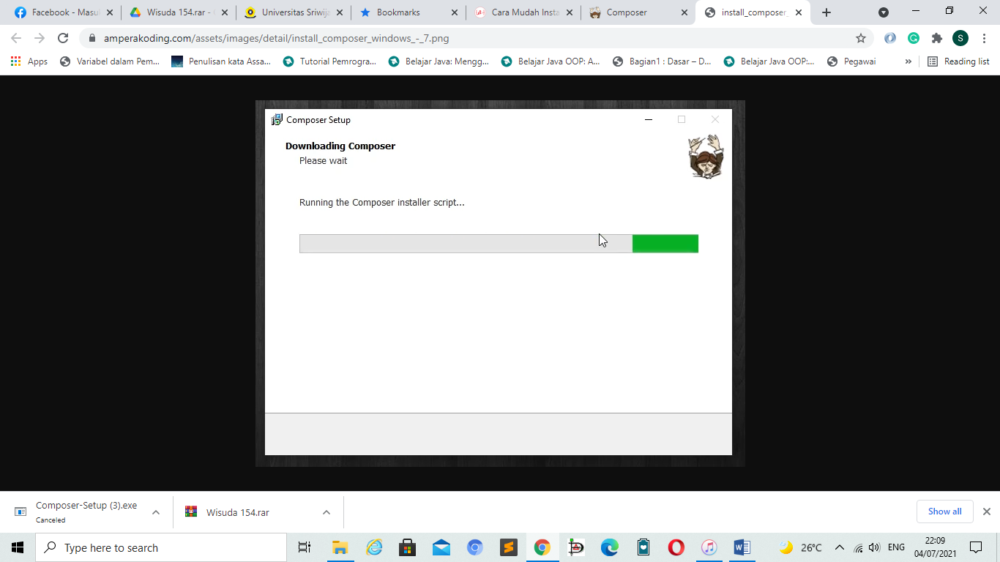 Facebook - Masu
Wisuda 154.rar -
Universitas Sriwija
Bookmarks
Cara Mudah Insta
Composer
install_composer_
amperakoding.com/assets/images/detail/install_composer_windows_-_7.png
S
Apps
Variabel dalam Pem...
Penulisan kata Assa...
Tutorial Pemrogra...
Belajar Java: Mengg...
Belajar Java OOP: A...
Bagian1 : Dasar – D...
Belajar Java OOP:...
Pegawai
»
Reading list
Composer Setup
Downloading Composer
Please wait
Running the Composer installer script...
Composer-Setup (3).exe
Canceled
Wisuda 154.rar
Show all
Type here to search
26°C
ENG
22:09
04/07/2021